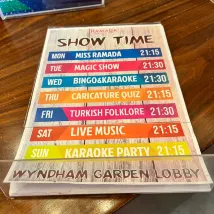 RAMADA
SHOW TIME
MON MISS RAMADA 21:15
TUE MAGIC SHOW 21:30
WED BINGO&KARAOKE 21:30
THU CARICATURE QUIZ 21:15
FRI TURKISH FOLKLORE 21:30
SAT LIVE MUSIC 21:15
SUN KARAOKE PARTY 21:15
WYNDHAM GARDEN LOBBY